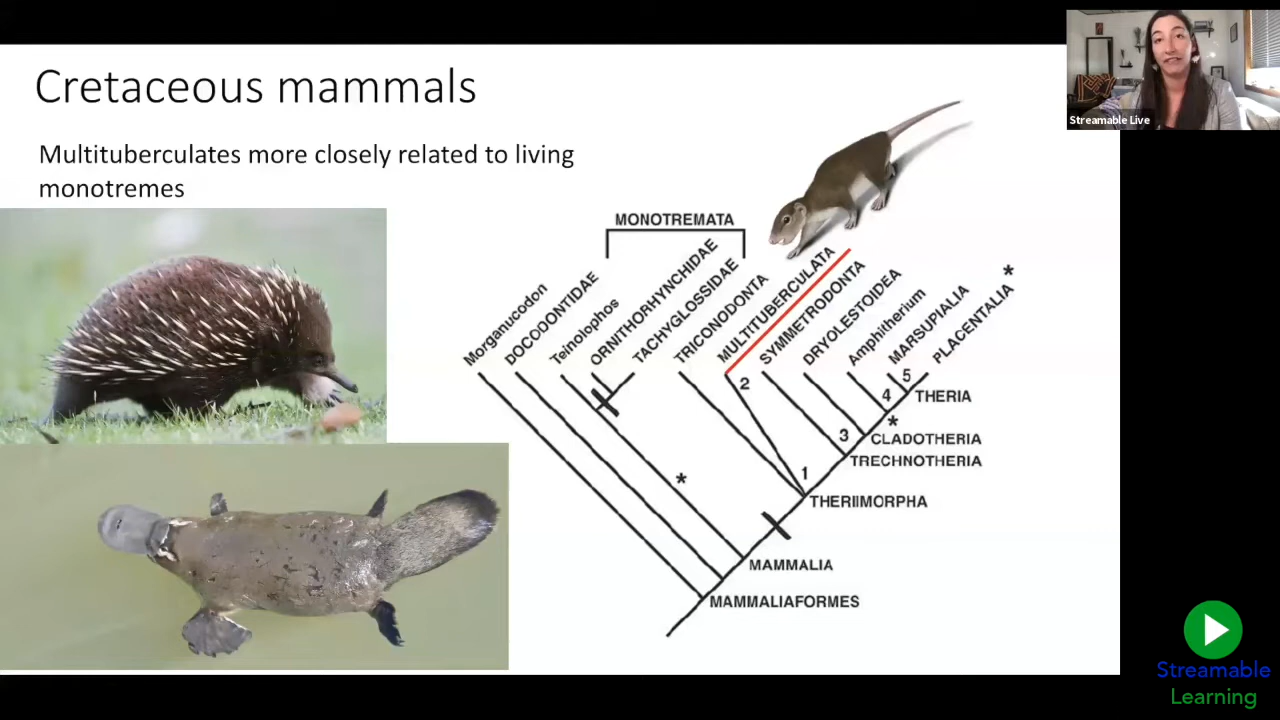 Cretaceous mammals
Multituberculates more closely related to living
monotremes
Streamable Live
MONOTREMATA
Morganucodon
DOCODONTIDAE
Teinolophos
ORNITHORHYNCHIDAE
TACHYGLOSSIDAE
TRICONODONTA
MULTITUBERCULATA
SYMMETRODONTA
DRYOLESTOIDEA
Amphitherium
MARSUPIALIA
PLACENTALIA
*
2
5
4
THERIA
*
3
CLADOTHERIA
TRECHNOTHERIA
*
1
THERIIMORPHA
MAMMALIA
MAMMALIAFORMES
Streamable
Learning